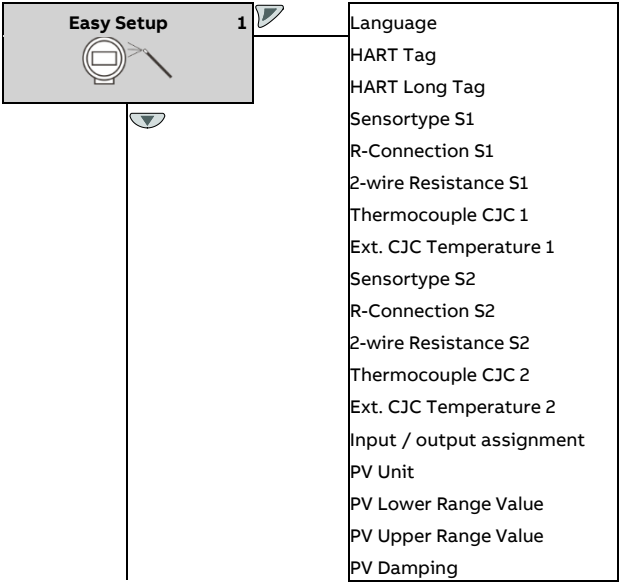 Easy Setup 1
Language
HART Tag
HART Long Tag
Sensortype S1
R-Connection S1
2-wire Resistance S1
Thermocouple CJC 1
Ext. CJC Temperature 1
Sensortype S2
R-Connection S2
2-wire Resistance S2
Thermocouple CJC 2
Ext. CJC Temperature 2
Input / output assignment
PV Unit
PV Lower Range Value
PV Upper Range Value
PV Damping